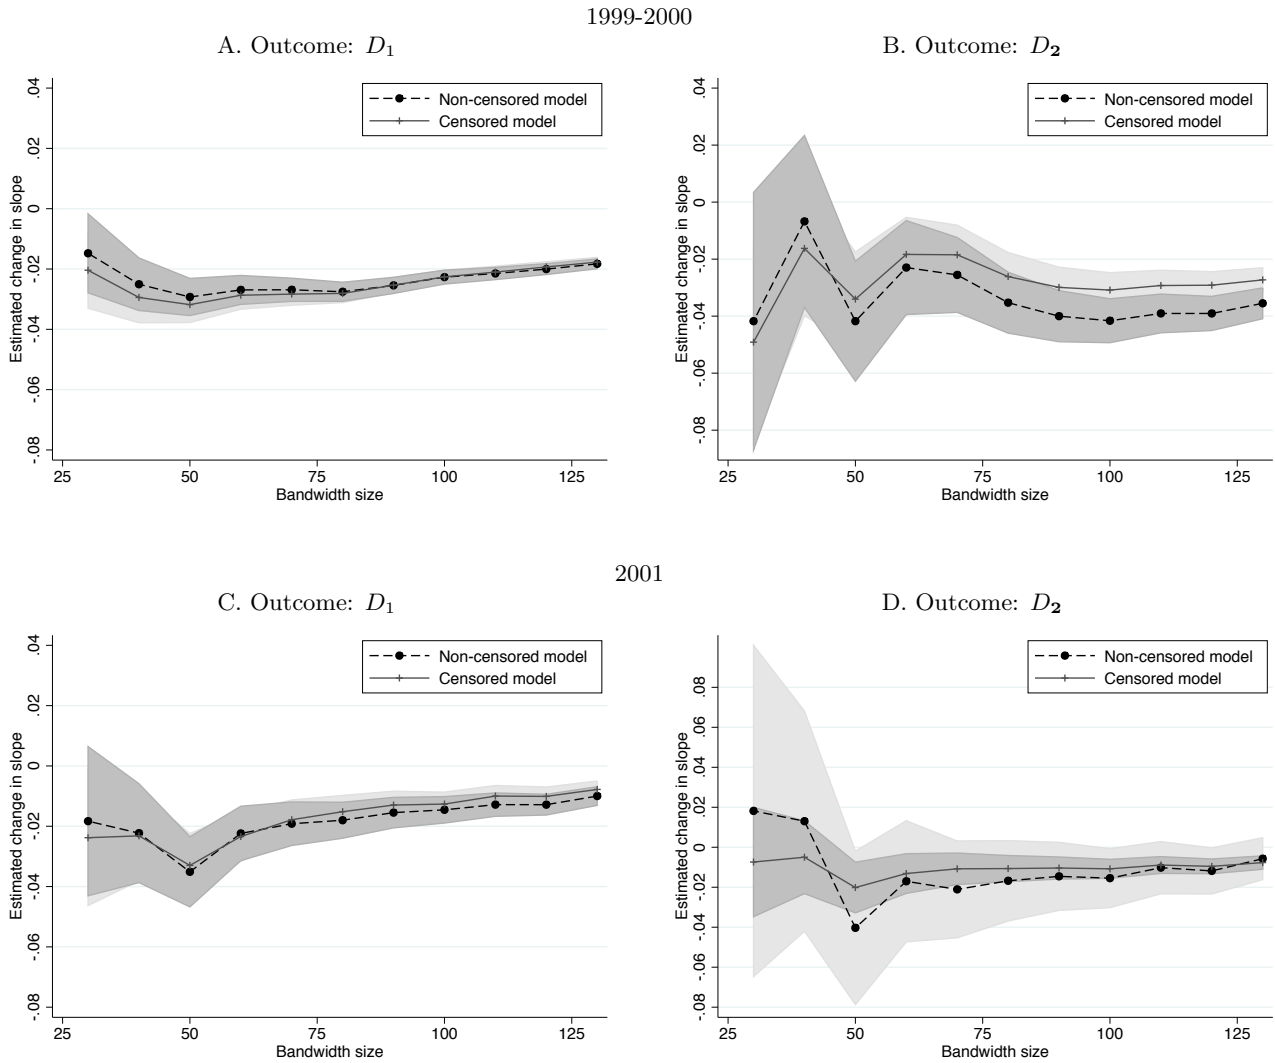 1999-2000
A. Outcome: D₁
B. Outcome: D₂
Non-censored model
Censored model
Estimated change in slope
.04
.02
0
-.02
-.04
-.06
-.08
25 50 75 100 125
Bandwidth size
Non-censored model
Censored model
Estimated change in slope
.04
.02
0
-.02
-.04
-.06
-.08
25 50 75 100 125
Bandwidth size
2001
C. Outcome: D₁
D. Outcome: D₂
Non-censored model
Censored model
Estimated change in slope
.04
.02
0
-.02
-.04
-.06
-.08
25 50 75 100 125
Bandwidth size
Non-censored model
Censored model
Estimated change in slope
.08
.06
.04
.02
0
-.02
-.04
-.06
-.08
25 50 75 100 125
Bandwidth size